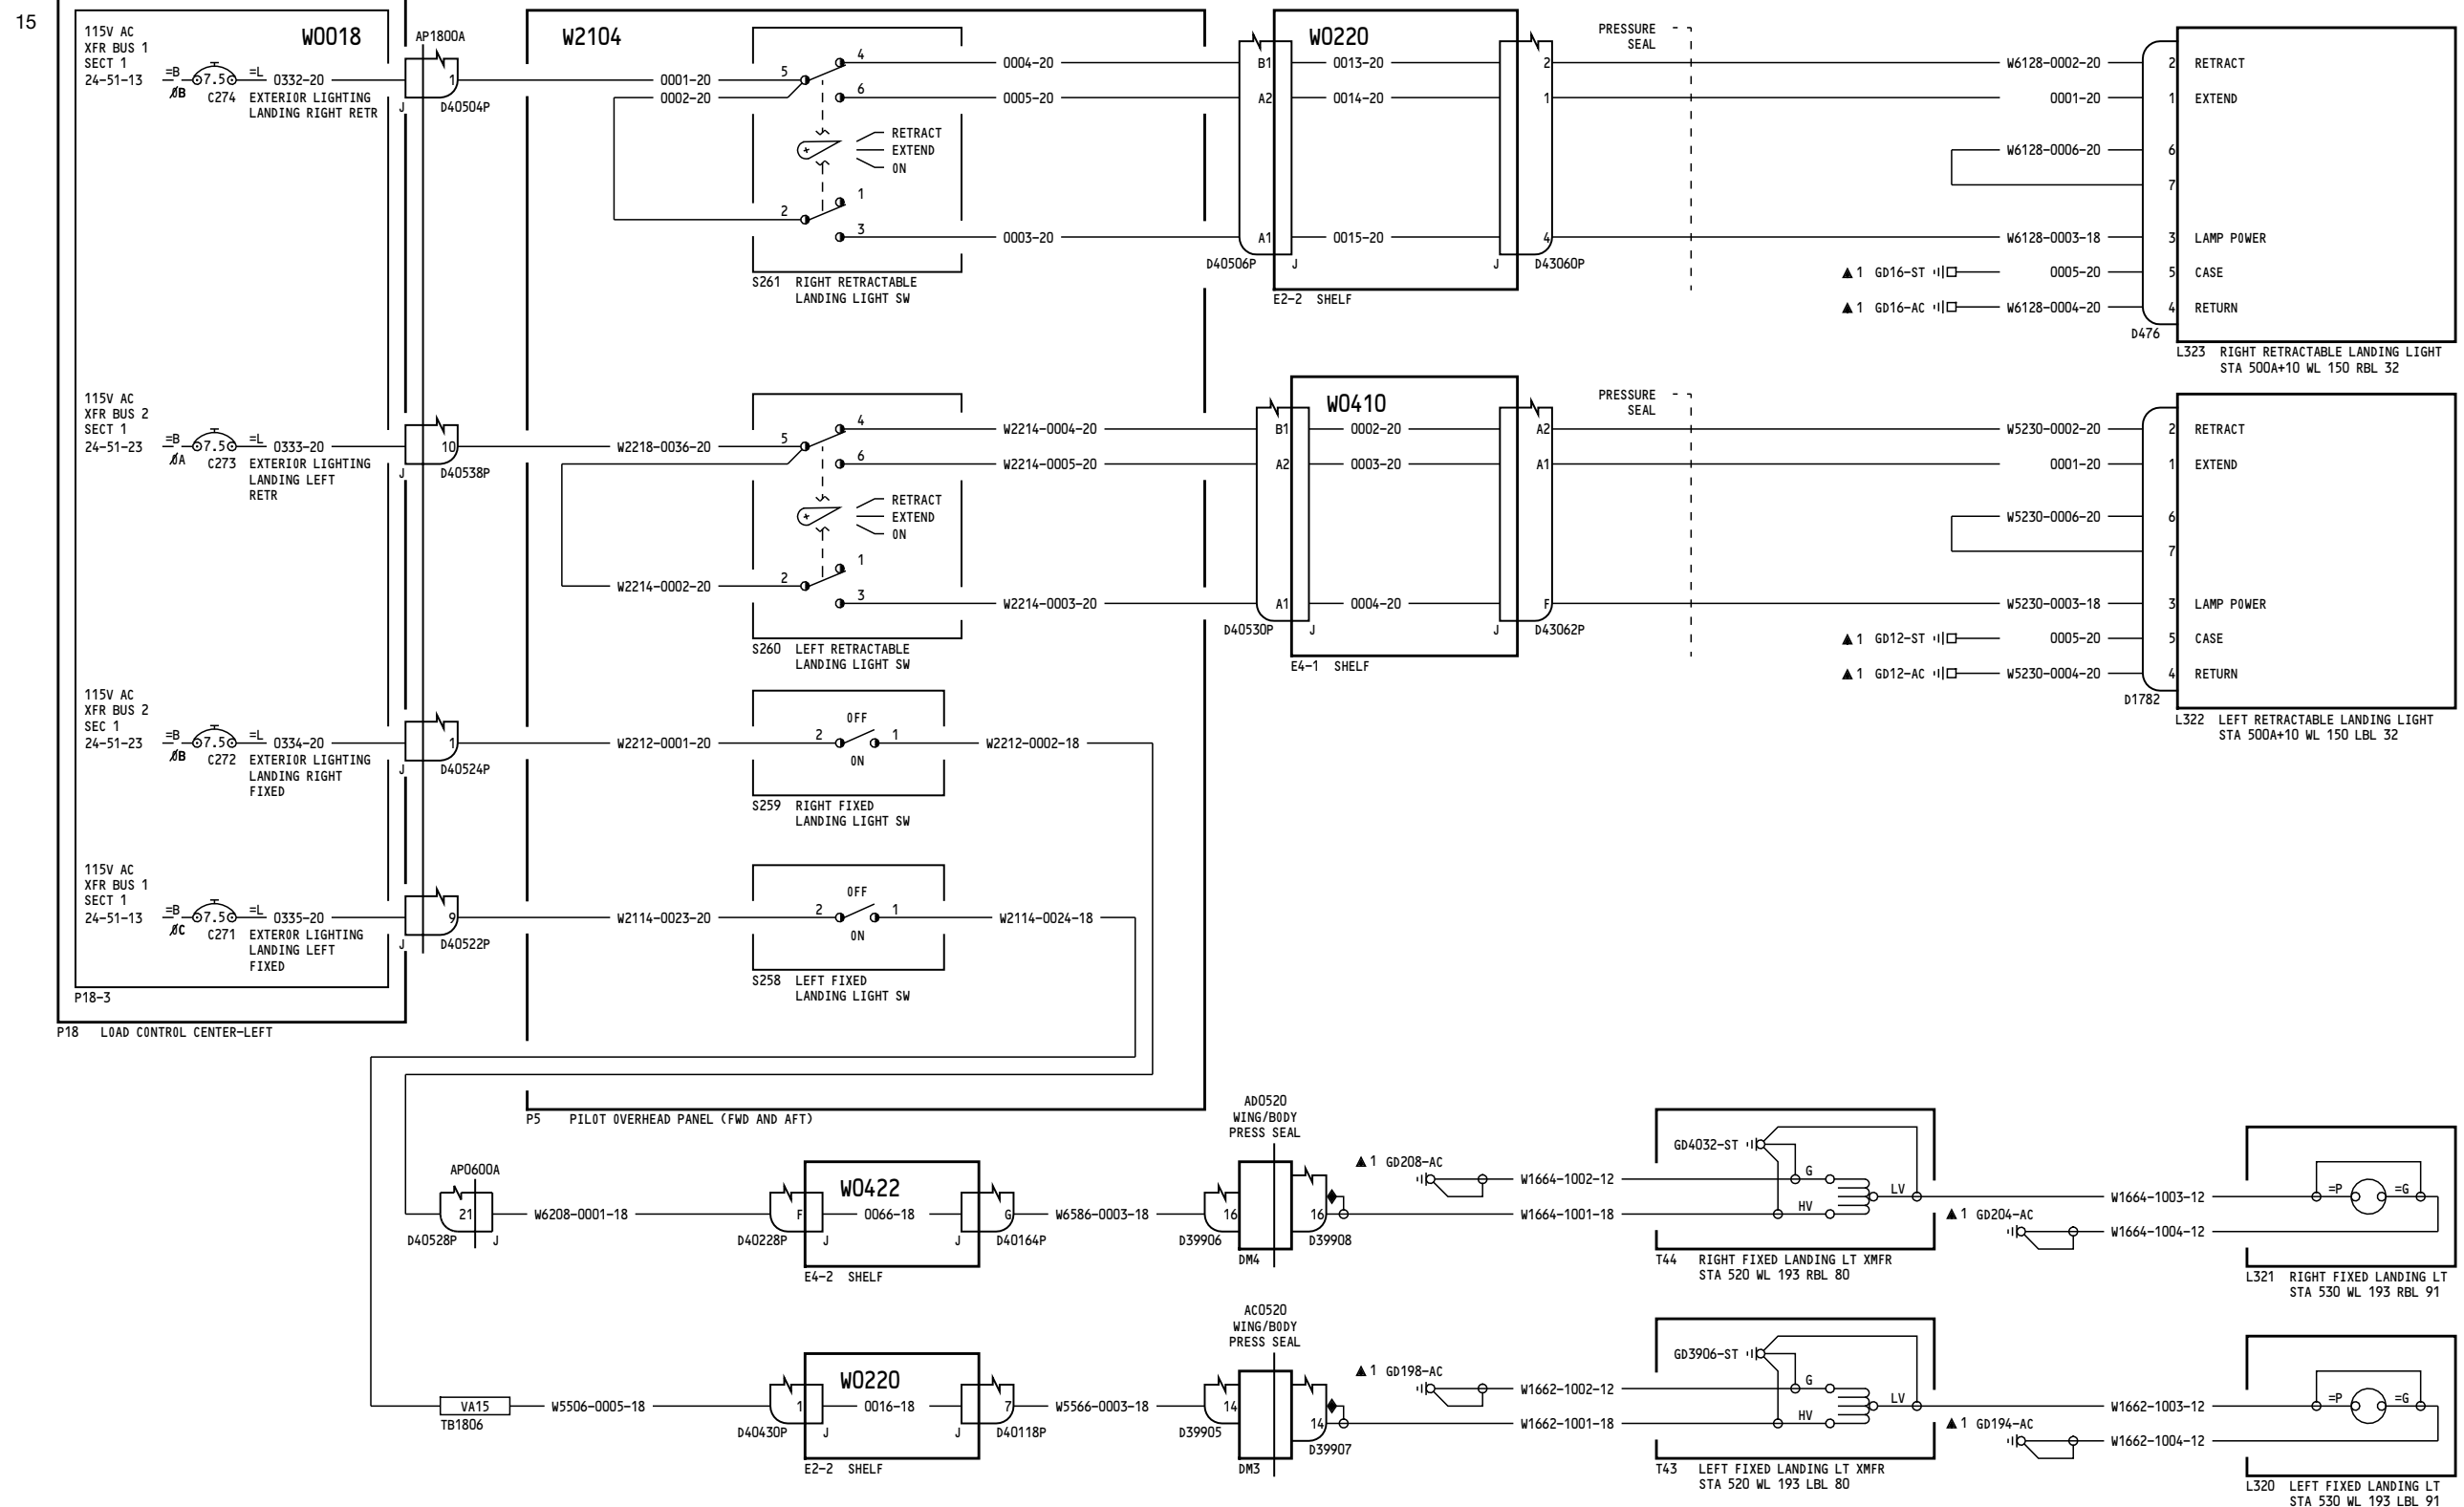 15
115V AC
XFR BUS 1
SECT 1
24-51-13
=B
ØB
7.5
C274
=L
0332-20
EXTERIOR LIGHTING
LANDING RIGHT RETR
W0018
AP1800A
1
J
D40504P
W2104
0001-20
0002-20
5
4
6
RETRACT
EXTEND
ON
2
1
3
S261 RIGHT RETRACTABLE
LANDING LIGHT SW
0004-20
0005-20
0003-20
B1
A2
A1
D40506P
J
W0220
0013-20
0014-20
0015-20
E2-2 SHELF
2
1
4
J
D43060P
PRESSURE
SEAL
W6128-0002-20
0001-20
W6128-0006-20
W6128-0003-18
▲1 GD16-ST
0005-20
▲1 GD16-AC
W6128-0004-20
2 RETRACT
1 EXTEND
6
7
3 LAMP POWER
5 CASE
4 RETURN
D476
L323 RIGHT RETRACTABLE LANDING LIGHT
STA 500A+10 WL 150 RBL 32
115V AC
XFR BUS 2
SECT 1
24-51-23
=B
ØA
7.5
C273
=L
0333-20
EXTERIOR LIGHTING
LANDING LEFT
RETR
10
J
D40538P
W2218-0036-20
W2214-0002-20
5
4
6
RETRACT
EXTEND
ON
2
1
3
S260 LEFT RETRACTABLE
LANDING LIGHT SW
W2214-0004-20
W2214-0005-20
W2214-0003-20
B1
A2
A1
D40530P
J
W0410
0002-20
0003-20
0004-20
E4-1 SHELF
A2
A1
F
J
D43062P
PRESSURE
SEAL
W5230-0002-20
0001-20
W5230-0006-20
W5230-0003-18
▲1 GD12-ST
0005-20
▲1 GD12-AC
W5230-0004-20
2 RETRACT
1 EXTEND
6
7
3 LAMP POWER
5 CASE
4 RETURN
D1782
L322 LEFT RETRACTABLE LANDING LIGHT
STA 500A+10 WL 150 LBL 32
115V AC
XFR BUS 2
SEC 1
24-51-23
=B
ØB
7.5
C272
=L
0334-20
EXTERIOR LIGHTING
LANDING RIGHT
FIXED
1
J
D40524P
W2212-0001-20
OFF
2
1
ON
S259 RIGHT FIXED
LANDING LIGHT SW
W2212-0002-18
115V AC
XFR BUS 1
SECT 1
24-51-13
=B
ØC
7.5
C271
=L
0335-20
EXTEROR LIGHTING
LANDING LEFT
FIXED
9
J
D40522P
W2114-0023-20
OFF
2
1
ON
S258 LEFT FIXED
LANDING LIGHT SW
W2114-0024-18
P18-3
P18 LOAD CONTROL CENTER-LEFT
P5 PILOT OVERHEAD PANEL (FWD AND AFT)
AP0600A
21
D40528P
J
W6208-0001-18
F
D40228P
J
W0422
0066-18
E4-2 SHELF
G
J
D40164P
W6586-0003-18
AD0520
WING/BODY
PRESS SEAL
16
D39906
DM4
16
D39908
▲1 GD208-AC
W1664-1002-12
W1664-1001-18
GD4032-ST
G
HV
LV
T44 RIGHT FIXED LANDING LT XMFR
STA 520 WL 193 RBL 80
▲1 GD204-AC
W1664-1003-12
W1664-1004-12
=P
=G
L321 RIGHT FIXED LANDING LT
STA 530 WL 193 RBL 91
VA15
TB1806
W5506-0005-18
1
D40430P
J
W0220
0016-18
E2-2 SHELF
7
J
D40118P
W5566-0003-18
AC0520
WING/BODY
PRESS SEAL
14
D39905
DM3
14
D39907
▲1 GD198-AC
W1662-1002-12
W1662-1001-18
GD3906-ST
G
HV
LV
T43 LEFT FIXED LANDING LT XMFR
STA 520 WL 193 LBL 80
▲1 GD194-AC
W1662-1003-12
W1662-1004-12
=P
=G
L320 LEFT FIXED LANDING LT
STA 530 WL 193 LBL 91